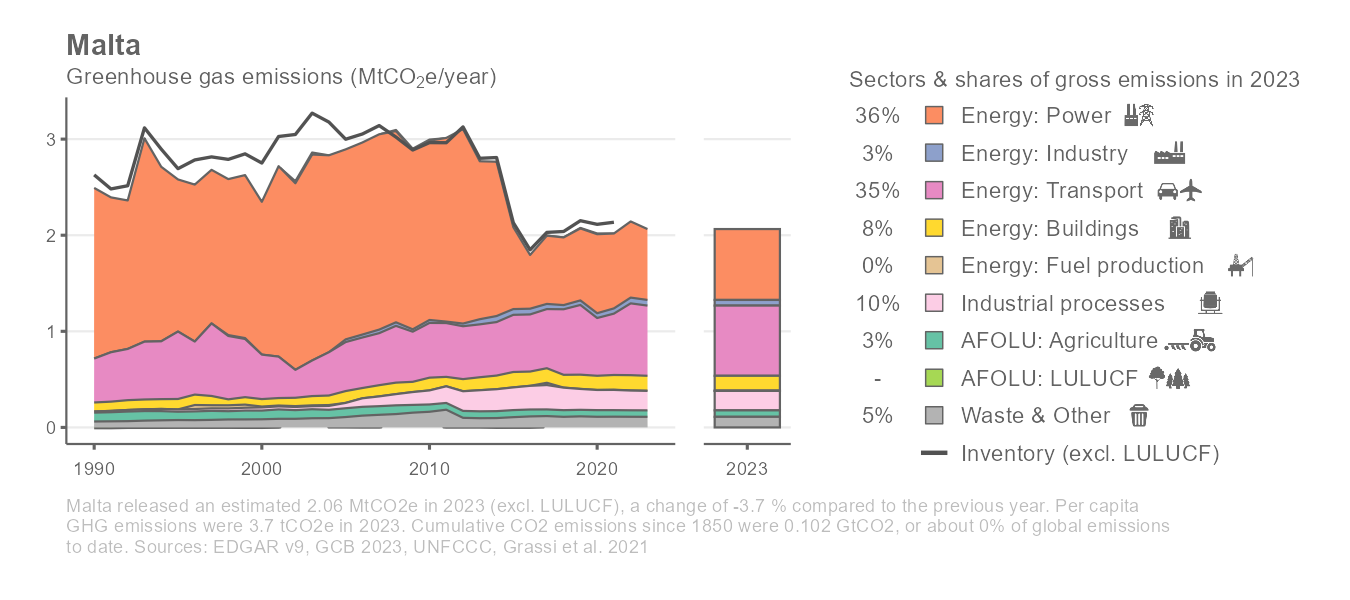 Malta
Greenhouse gas emissions (MtCO₂e/year)
Sectors & shares of gross emissions in 2023
36% Energy: Power
3% Energy: Industry
35% Energy: Transport
8% Energy: Buildings
0% Energy: Fuel production
10% Industrial processes
3% AFOLU: Agriculture
- AFOLU: LULUCF
5% Waste & Other
Inventory (excl. LULUCF)
3
2
1
0
1990 2000 2010 2020 2023
Malta released an estimated 2.06 MtCO2e in 2023 (excl. LULUCF), a change of -3.7 % compared to the previous year. Per capita
GHG emissions were 3.7 tCO2e in 2023. Cumulative CO2 emissions since 1850 were 0.102 GtCO2, or about 0% of global emissions
to date. Sources: EDGAR v9, GCB 2023, UNFCCC, Grassi et al. 2021